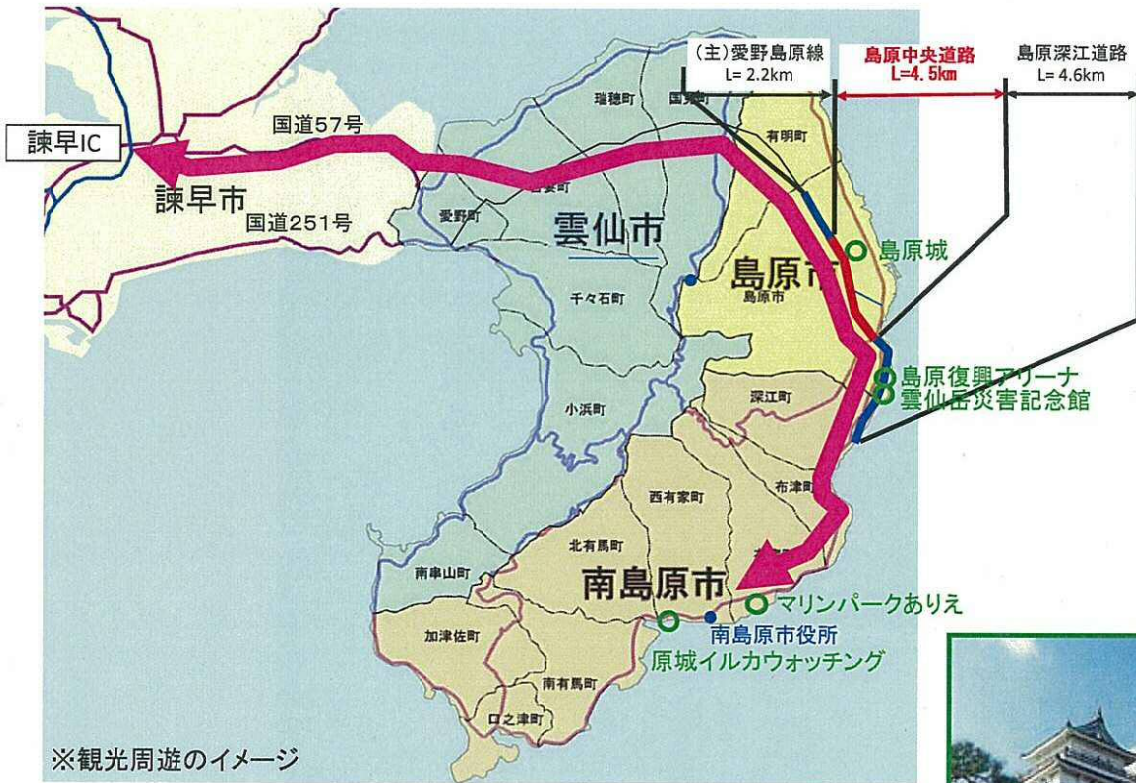 (主)愛野島原線
L= 2.2km
島原中央道路
L=4.5km
島原深江道路
L= 4.6km
瑞穂町
国見町
有明町
国道57号
諫早IC
諫早市
吾妻町
愛野町
国道251号
雲仙市
島原城
島原市
島原市
千々石町
島原復興アリーナ
深江町
雲仙岳災害記念館
小浜町
布津町
西有家町
北有馬町
南串山町
南島原市
マリンパークありえ
加津佐町
南島原市役所
原城イルカウォッチング
南有馬町
口之津町
※観光周遊のイメージ